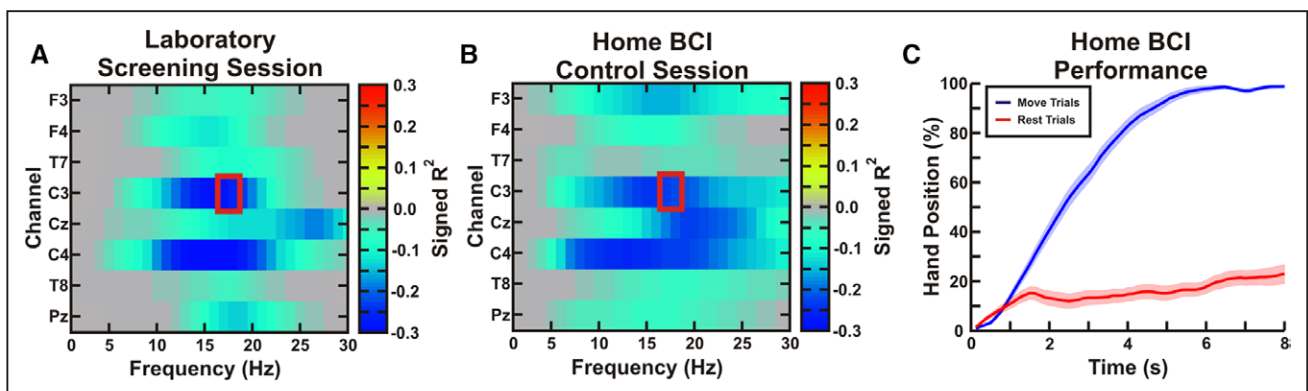 A
Laboratory
Screening Session
Channel
F3
F4
T7
C3
Cz
C4
T8
Pz
0 5 10 15 20 25 30
Frequency (Hz)
0.3
0.2
0.1
0.0
-0.1
-0.2
-0.3
Signed R²
B
Home BCI
Control Session
Channel
F3
F4
T7
C3
Cz
C4
T8
Pz
0 5 10 15 20 25 30
Frequency (Hz)
0.3
0.2
0.1
0.0
-0.1
-0.2
-0.3
Signed R²
C
Home BCI
Performance
Hand Position (%)
100
80
60
40
20
0
Move Trials
Rest Trials
0 2 4 6 8
Time (s)